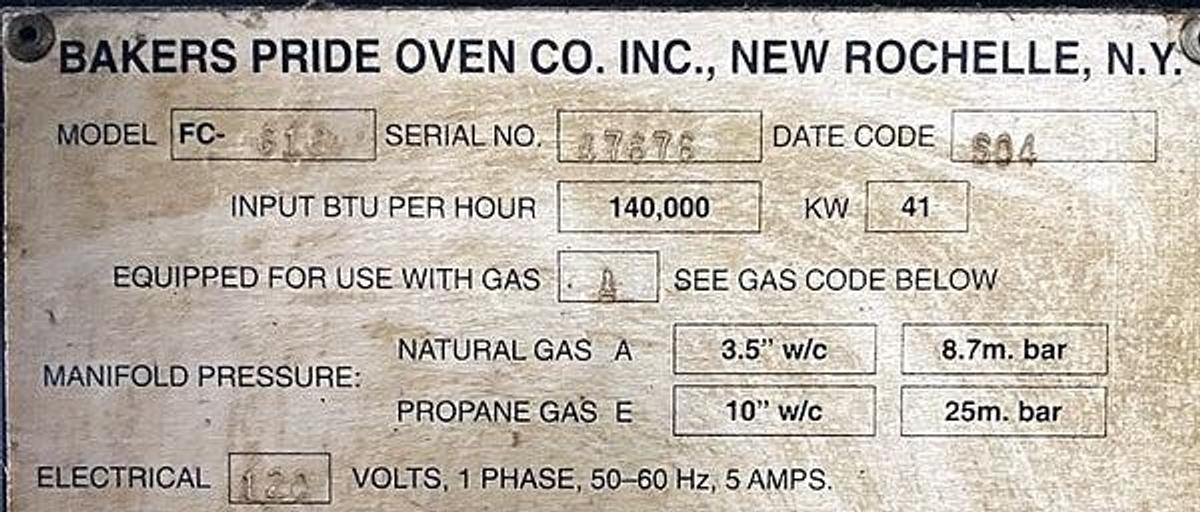 BAKERS PRIDE OVEN CO. INC., NEW ROCHELLE, N.Y.
MODEL FC- SERIAL NO. DATE CODE S04
INPUT BTU PER HOUR 140,000 KW 41
EQUIPPED FOR USE WITH GAS A SEE GAS CODE BELOW
MANIFOLD PRESSURE:
NATURAL GAS A 3.5” w/c 8.7m. bar
PROPANE GAS E 10” w/c 25m. bar
ELECTRICAL 120 VOLTS, 1 PHASE, 50–60 Hz, 5 AMPS.